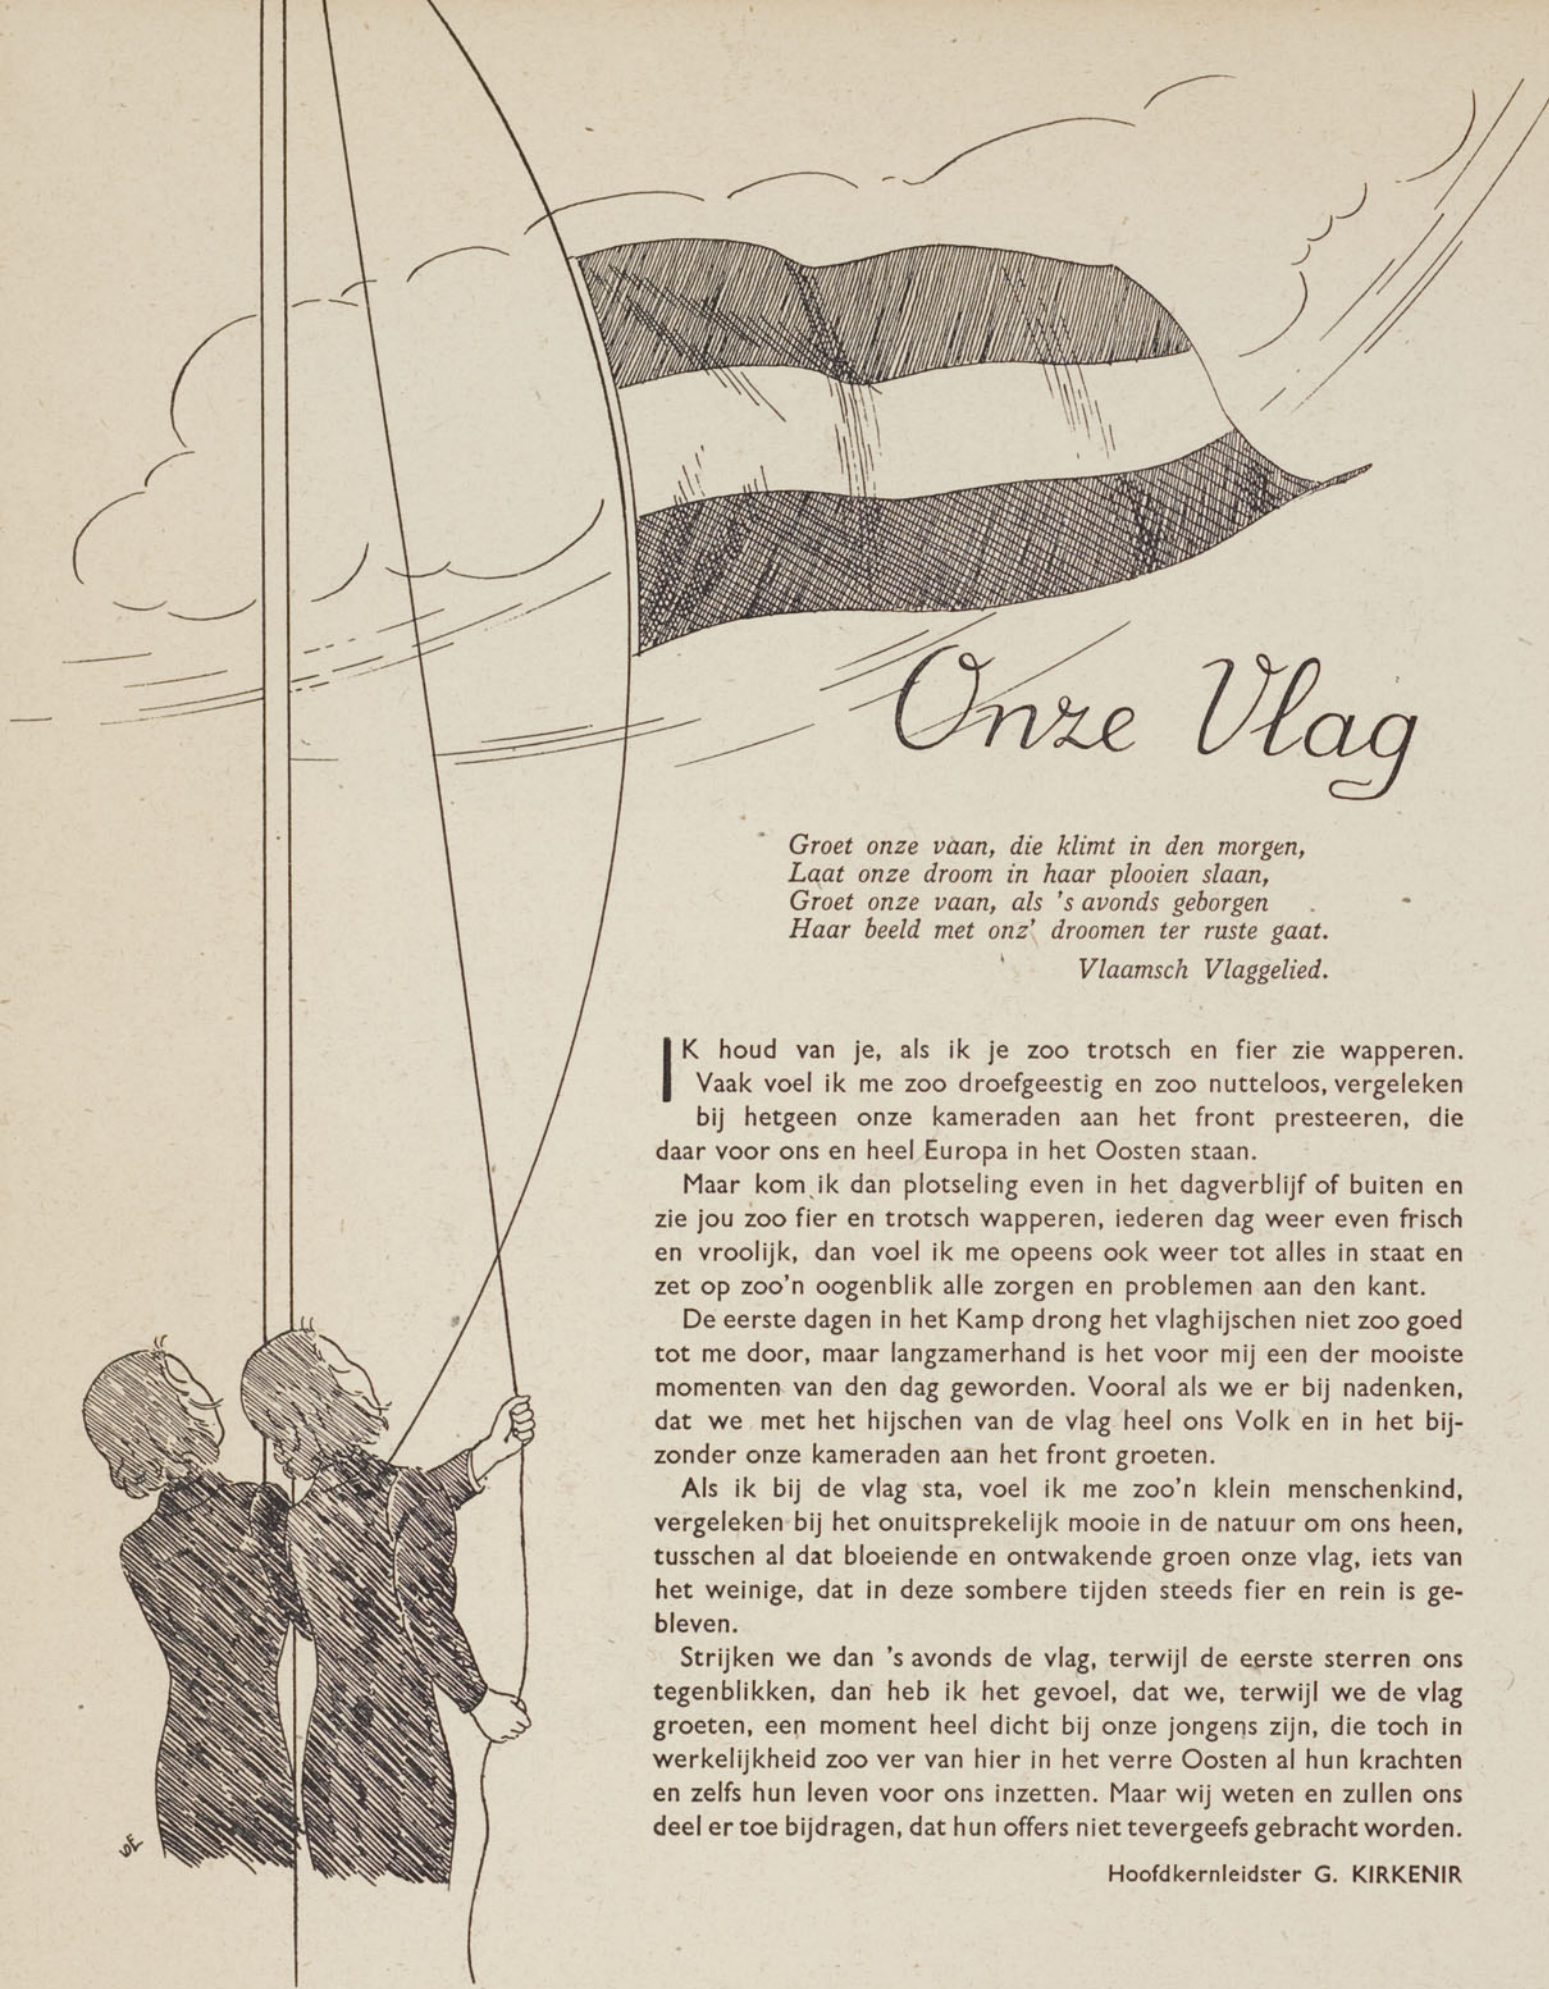 Onze Vlag
Groet onze vaan, die klimt in den morgen,
Laat onze droom in haar plooien slaan,
Groet onze vaan, als 's avonds geborgen
Haar beeld met onz' droomen ter ruste gaat.
Vlaamsch Vlaggelied.
IK houd van je, als ik je zoo trotsch en fier zie wapperen.
Vaak voel ik me zoo droefgeestig en zoo nutteloos, vergeleken
bij hetgeen onze kameraden aan het front presteeren, die
daar voor ons en heel Europa in het Oosten staan.
Maar kom ik dan plotseling even in het dagverblijf of buiten en
zie jou zoo fier en trotsch wapperen, iederen dag weer even frisch
en vroolijk, dan voel ik me opeens ook weer tot alles in staat en
zet op zoo'n oogenblik alle zorgen en problemen aan den kant.
De eerste dagen in het Kamp drong het vlaghijschen niet zoo goed
tot me door, maar langzamerhand is het voor mij een der mooiste
momenten van den dag geworden. Vooral als we er bij nadenken,
dat we met het hijschen van de vlag heel ons Volk en in het bij-
zonder onze kameraden aan het front groeten.
Als ik bij de vlag sta, voel ik me zoo'n klein menschenkind,
vergeleken bij het onuitsprekelijk mooie in de natuur om ons heen,
tusschen al dat bloeiende en ontwakende groen onze vlag, iets van
het weinige, dat in deze sombere tijden steeds fier en rein is ge-
bleven.
Strijken we dan 's avonds de vlag, terwijl de eerste sterren ons
tegenblikken, dan heb ik het gevoel, dat we, terwijl we de vlag
groeten, een moment heel dicht bij onze jongens zijn, die toch in
werkelijkheid zoo ver van hier in het verre Oosten al hun krachten
en zelfs hun leven voor ons inzetten. Maar wij weten en zullen ons
deel er toe bijdragen, dat hun offers niet tevergeefs gebracht worden.
Hoofdkernleidster G. KIRKENIR